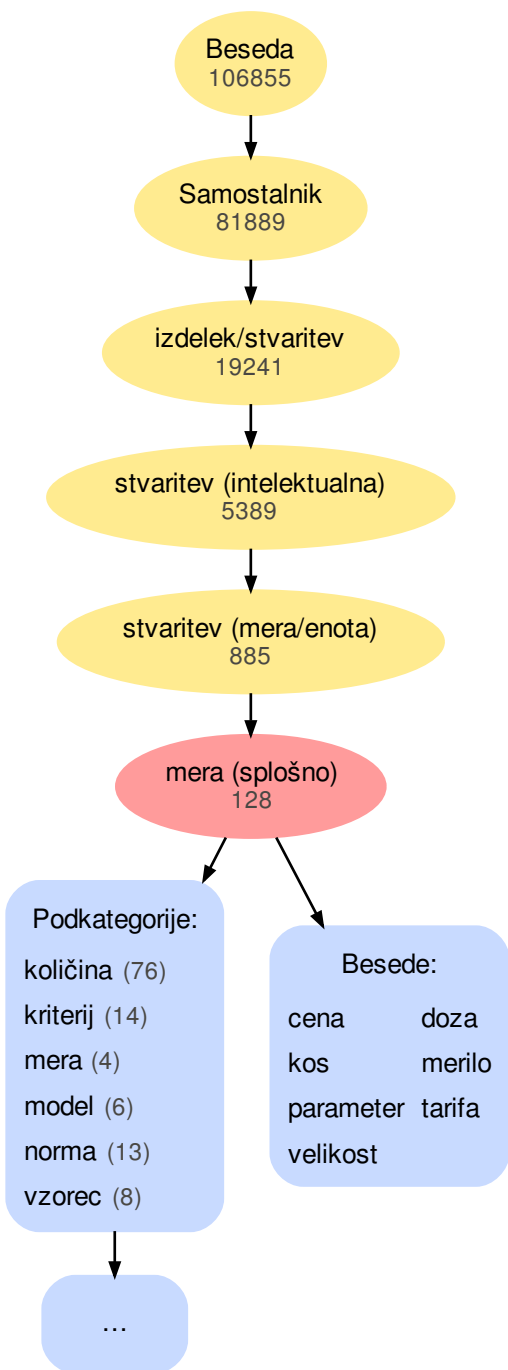 Beseda
106855
Samostalnik
81889
izdelek/stvaritev
19241
stvaritev (intelektualna)
5389
stvaritev (mera/enota)
885
mera (splošno)
128
Podkategorije:
količina (76)
kriterij (14)
mera (4)
model (6)
norma (13)
vzorec (8)
Besede:
cena doza
kos merilo
parameter tarifa
velikost
...